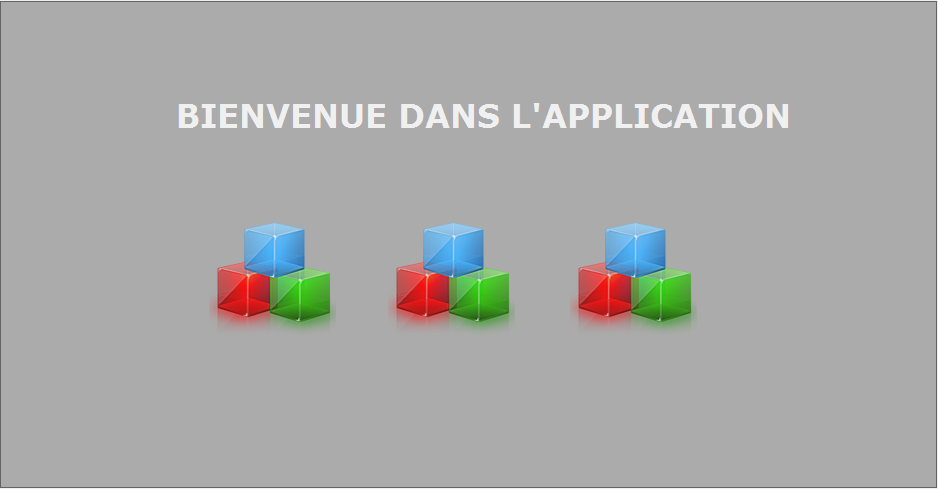 BIENVENUE DANS L'APPLICATION